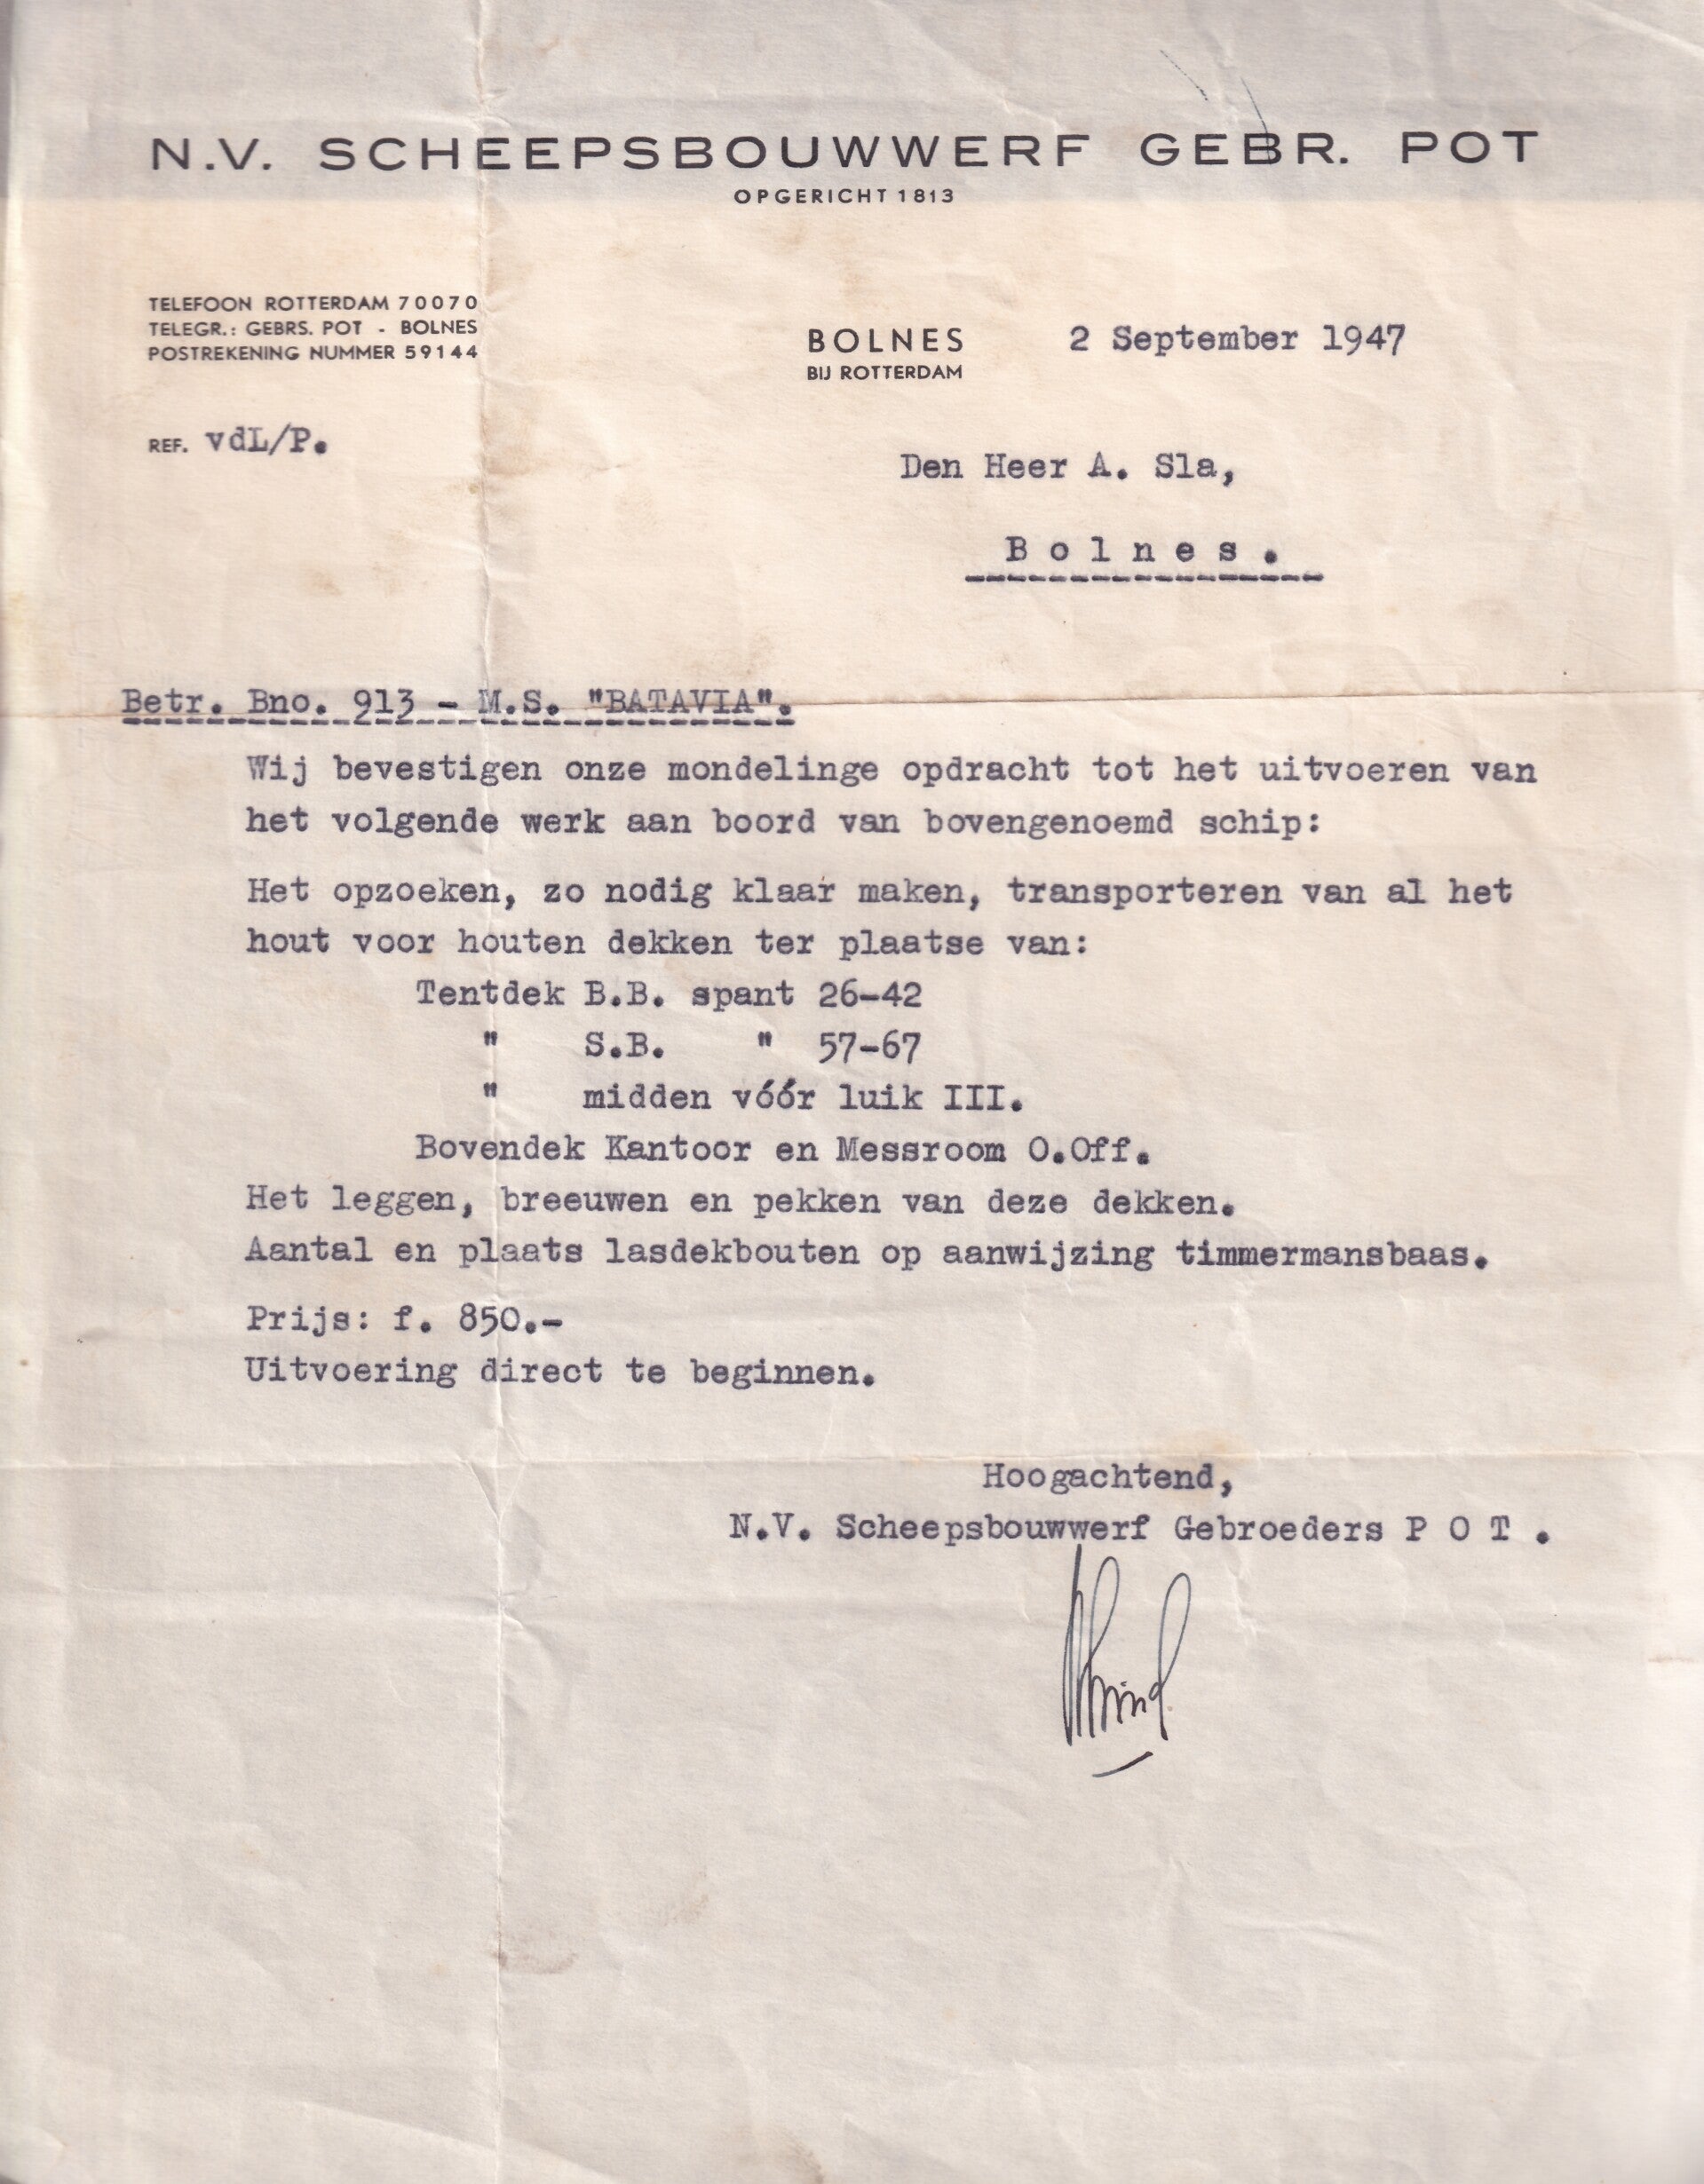 N.V. SCHEEPSBOUWWERF GEBR. POT
OPGERICHT 1813
TELEFOON ROTTERDAM 70070
TELEGR.: GEBRS. POT - BOLNES
POSTREKENING NUMMER 59144
BOLNES 2 September 1947
BIJ ROTTERDAM
REF. vdL/P.
Den Heer A. Sla,
Bolnes.
Betr. Bno. 913 - M.S. "BATAVIA".
Wij bevestigen onze mondelinge opdracht tot het uitvoeren van
het volgende werk aan boord van bovengenoemd schip:
Het opzoeken, zo nodig klaar maken, transporteren van al het
hout voor houten dekken ter plaatse van:
Tentdek B.B. spant 26-42
" S.B. " 57-67
" midden vóór luik III.
Bovendek Kantoor en Messroom O.Off.
Het leggen, breeuwen en pekken van deze dekken.
Aantal en plaats lasdekbouten op aanwijzing timmermansbaas.
Prijs: f. 850.-
Uitvoering direct te beginnen.
Hoogachtend,
N.V. Scheepsbouwwerf Gebroeders P O T .